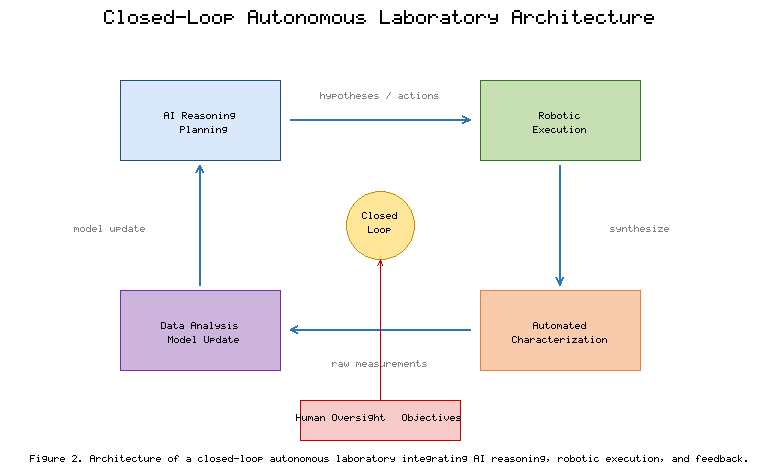 Closed-Loop Autonomous Laboratory Architecture
AI Reasoning
Planning
hypotheses / actions
Robotic
Execution
Closed
Loop
model update
synthesize
Data Analysis
Model Update
Automated
Characterization
raw measurements
Human Oversight Objectives
Figure 2. Architecture of a closed-loop autonomous laboratory integrating AI reasoning, robotic execution, and feedback.